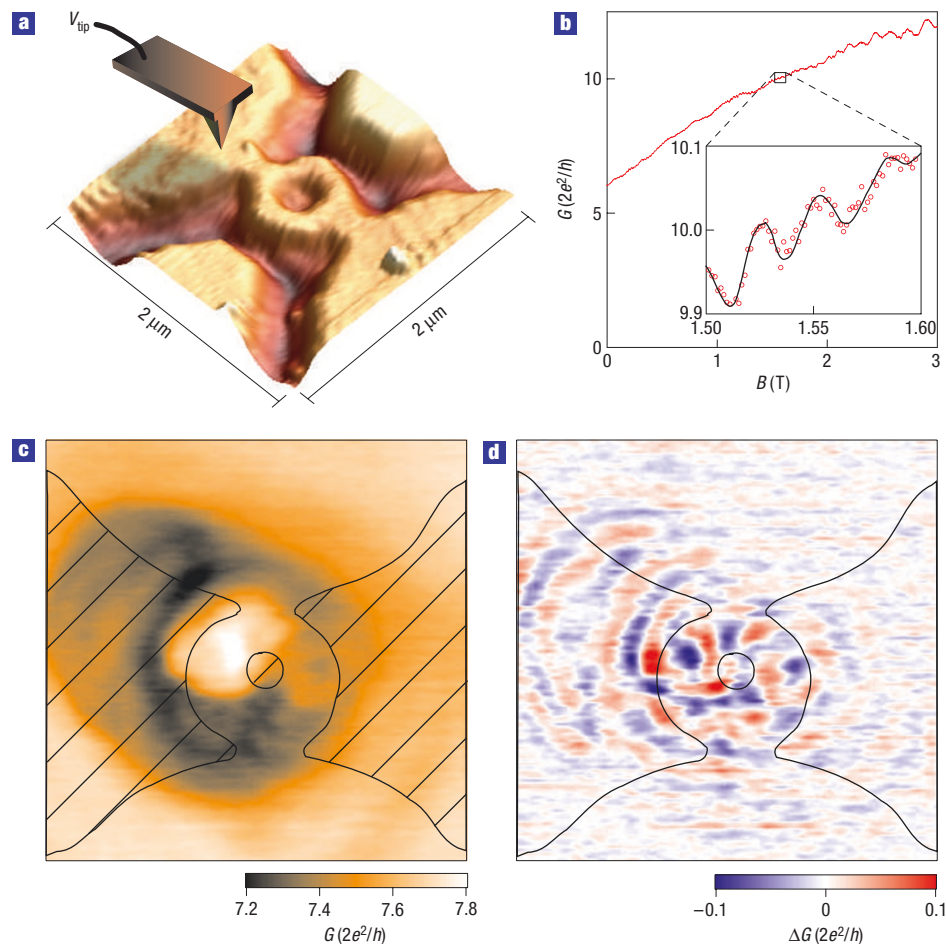 a
V_tip
2 μm
2 μm
b
G (2e²/h)
10
5
0
0
1
2
3
B (T)
10.1
10.0
9.9
1.50
1.55
1.60
c
7.2
7.4
7.6
7.8
G (2e²/h)
d
−0.1
0
0.1
ΔG (2e²/h)